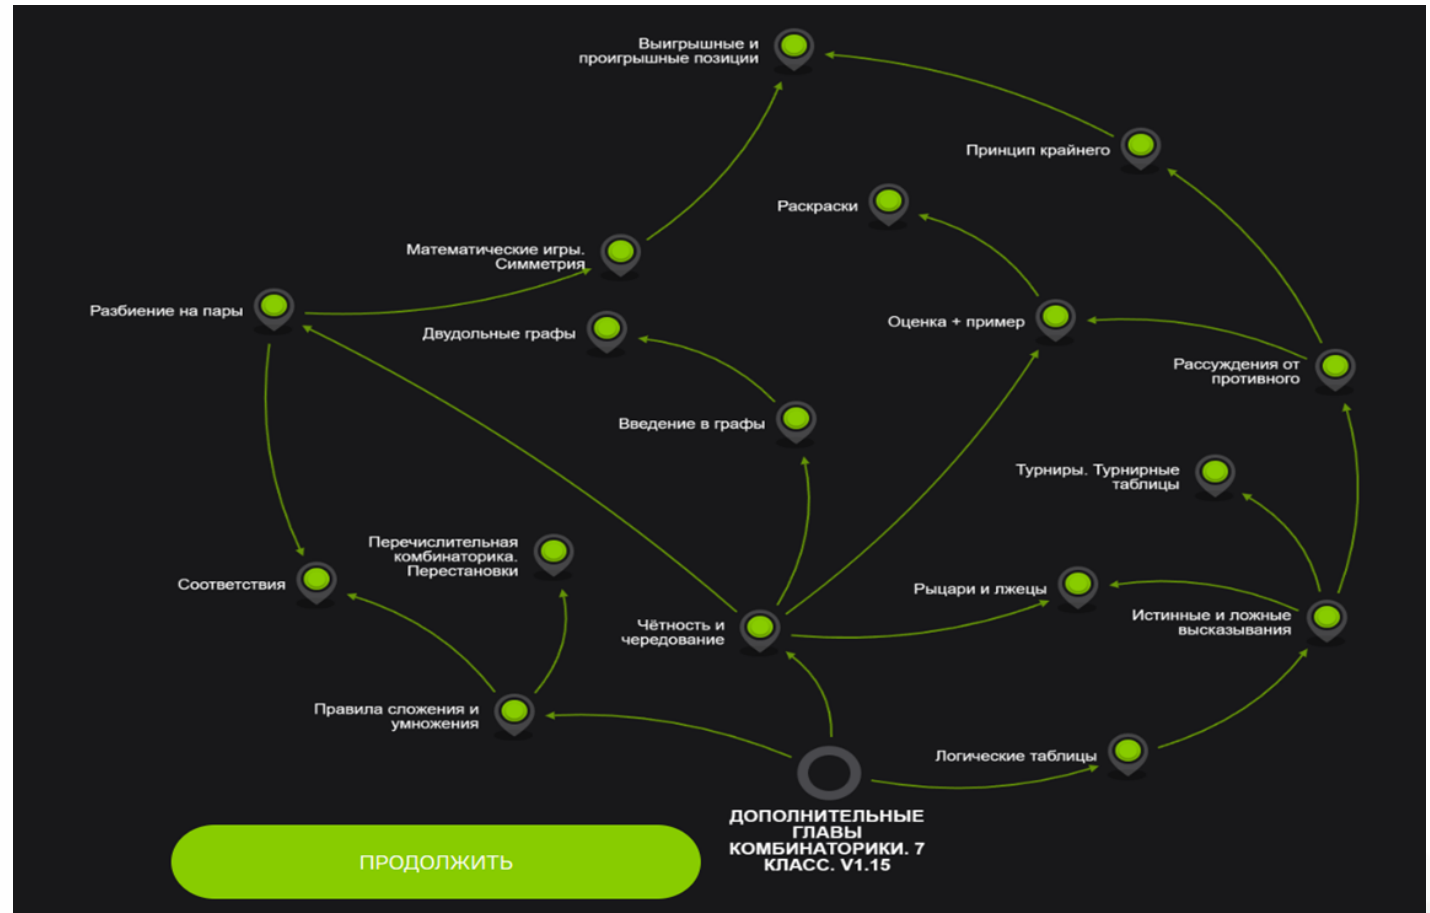 Выигрышные и
проигрышные позиции
Принцип крайнего
Раскраски
Математические игры.
Симметрия
Разбиение на пары
Двудольные графы
Оценка + пример
Рассуждения от
противного
Введение в графы
Турниры. Турнирные
таблицы
Перечислительная
комбинаторика.
Перестановки
Соответствия
Рыцари и лжецы
Истинные и ложные
высказывания
Чётность и
чередование
Правила сложения и
умножения
Логические таблицы
ДОПОЛНИТЕЛЬНЫЕ
ГЛАВЫ
КОМБИНАТОРИКИ. 7
КЛАСС. V1.15
ПРОДОЛЖИТЬ